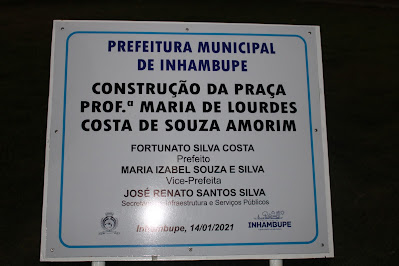 PREFEITURA MUNICIPAL
DE INHAMBUPE
CONSTRUÇÃO DA PRAÇA
PROF.ª MARIA DE LOURDES
COSTA DE SOUZA AMORIM
FORTUNATO SILVA COSTA
Prefeito
MARIA IZABEL SOUZA E SILVA
Vice-Prefeita
JOSÉ RENATO SANTOS SILVA
Infraestrutura e Serviços Públicos
INHAMBUPE
Inhambupe, 14/01/2021